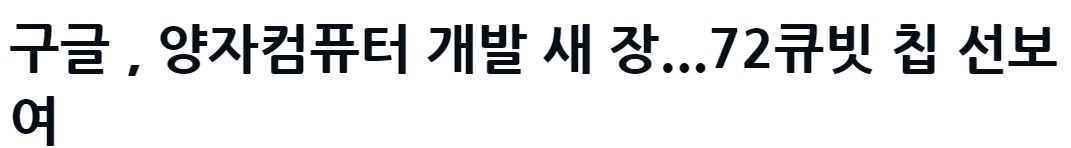 구글 , 양자컴퓨터 개발 새 장...72큐빗 칩 선보
여